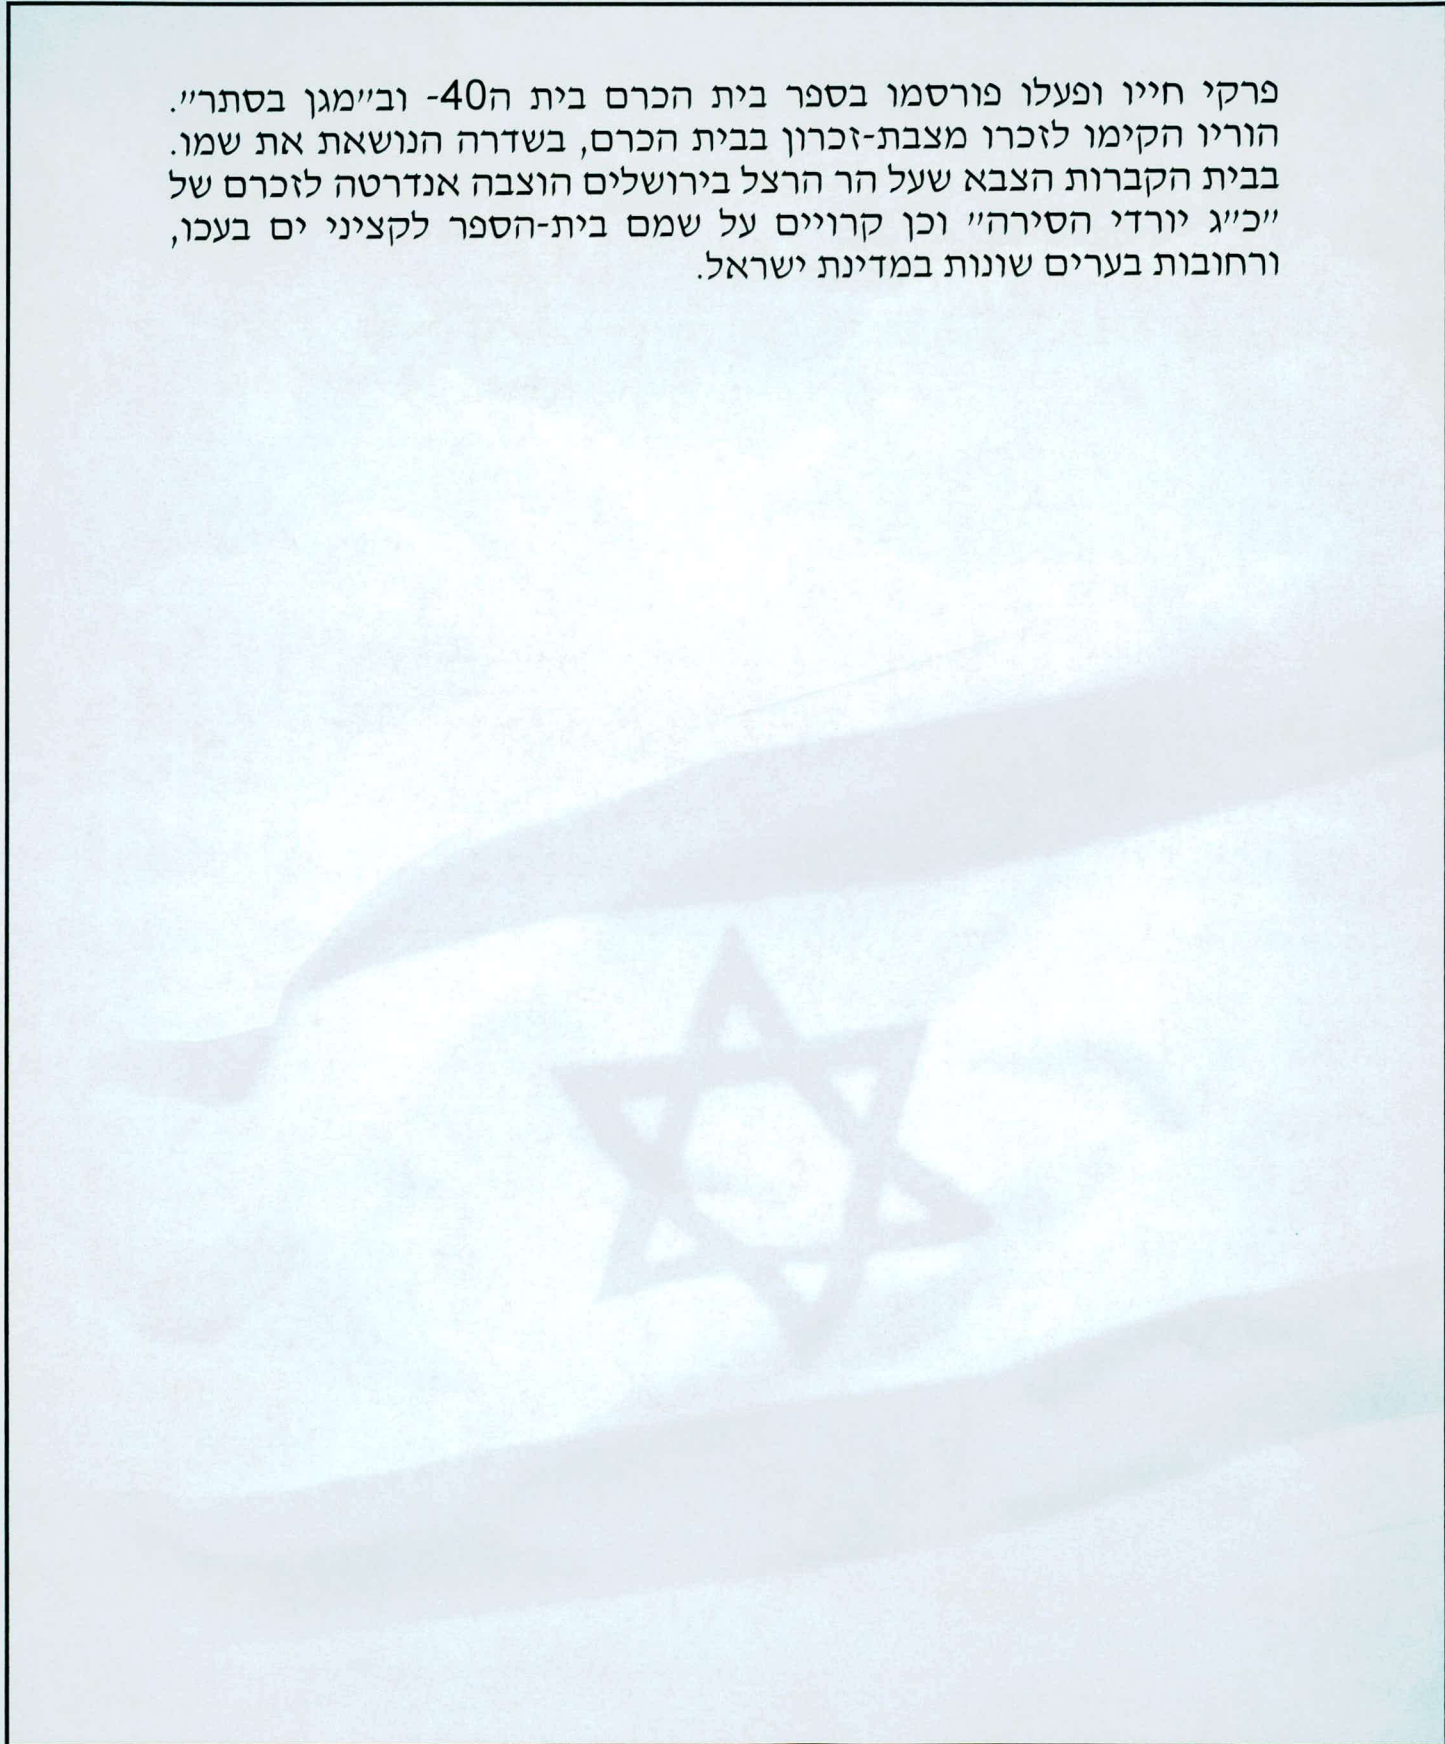 פרקי חייו ופעלו פורסמו בספר בית הכרם בית ה40- וב״מגן בסתר״.
הוריו הקימו לזכרו מצבת-זכרון בבית הכרם, בשדרה הנושאת את שמו.
בבית הקברות הצבא שעל הר הרצל בירושלים הוצבה אנדרטה לזכרם של
״כ״ג יורדי הסירה״ וכן קרויים על שמם בית-הספר לקציני ים בעכו,
ורחובות בערים שונות במדינת ישראל.